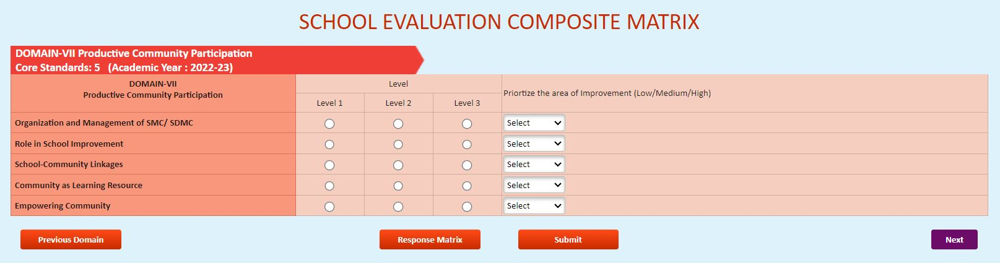 SCHOOL EVALUATION COMPOSITE MATRIX
DOMAIN-VII Productive Community Participation
Core Standards: 5 (Academic Year : 2022-23)
DOMAIN-VII
Productive Community Participation
Level
Priortize the area of Improvement (Low/Medium/High)
Level 1 Level 2 Level 3
Organization and Management of SMC/ SDMC Select
Role in School Improvement Select
School-Community Linkages Select
Community as Learning Resource Select
Empowering Community Select
Previous Domain Response Matrix Submit Next